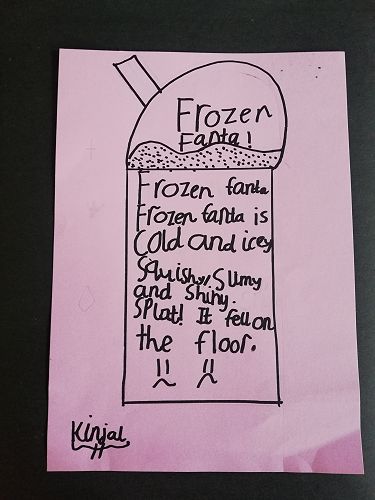 Frozen
Fanta!
Frozen fanta
Frozen fanta is
Cold and icey
Squishy, Slimy
and Shiny.
Splat! It fell on
the floor.
Kinjal